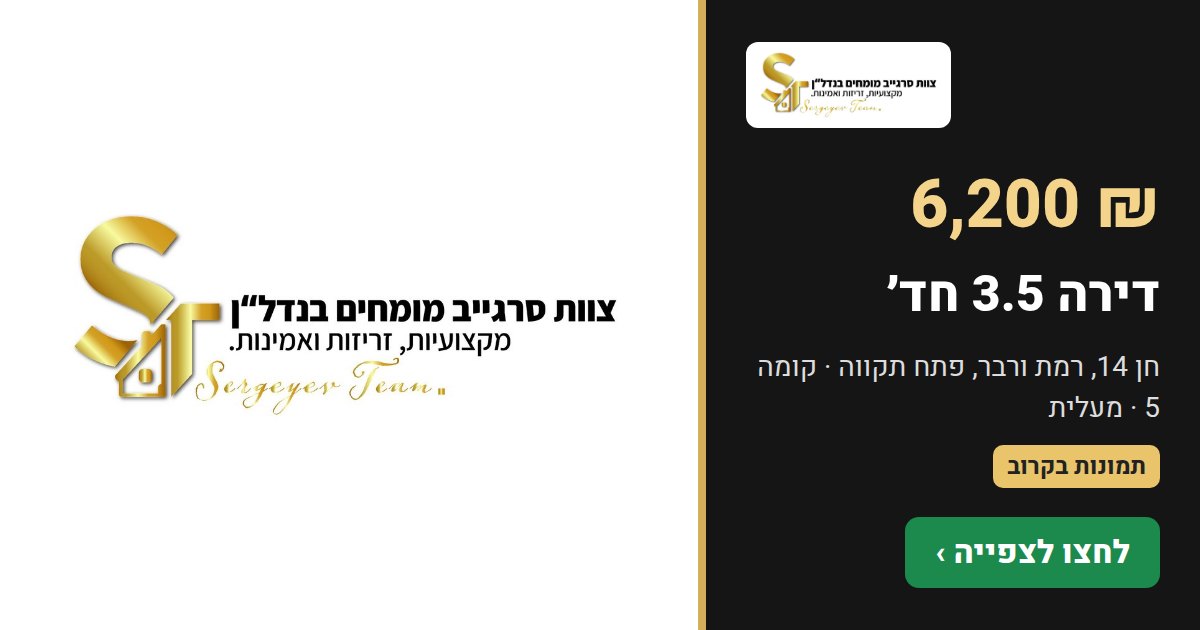 צוות סרגייב מומחים בנדל“ן
מקצועיות, זריזות ואמינות.
Sergeyev Team
צוות סרגייב מומחים בנדל“ן
מקצועיות, זריזות ואמינות.
Sergeyev Team
₪ 6,200
דירה 3.5 חד׳
חן 14, רמת ורבר, פתח תקווה · קומה
5 · מעלית
תמונות בקרוב
לחצו לצפייה ›